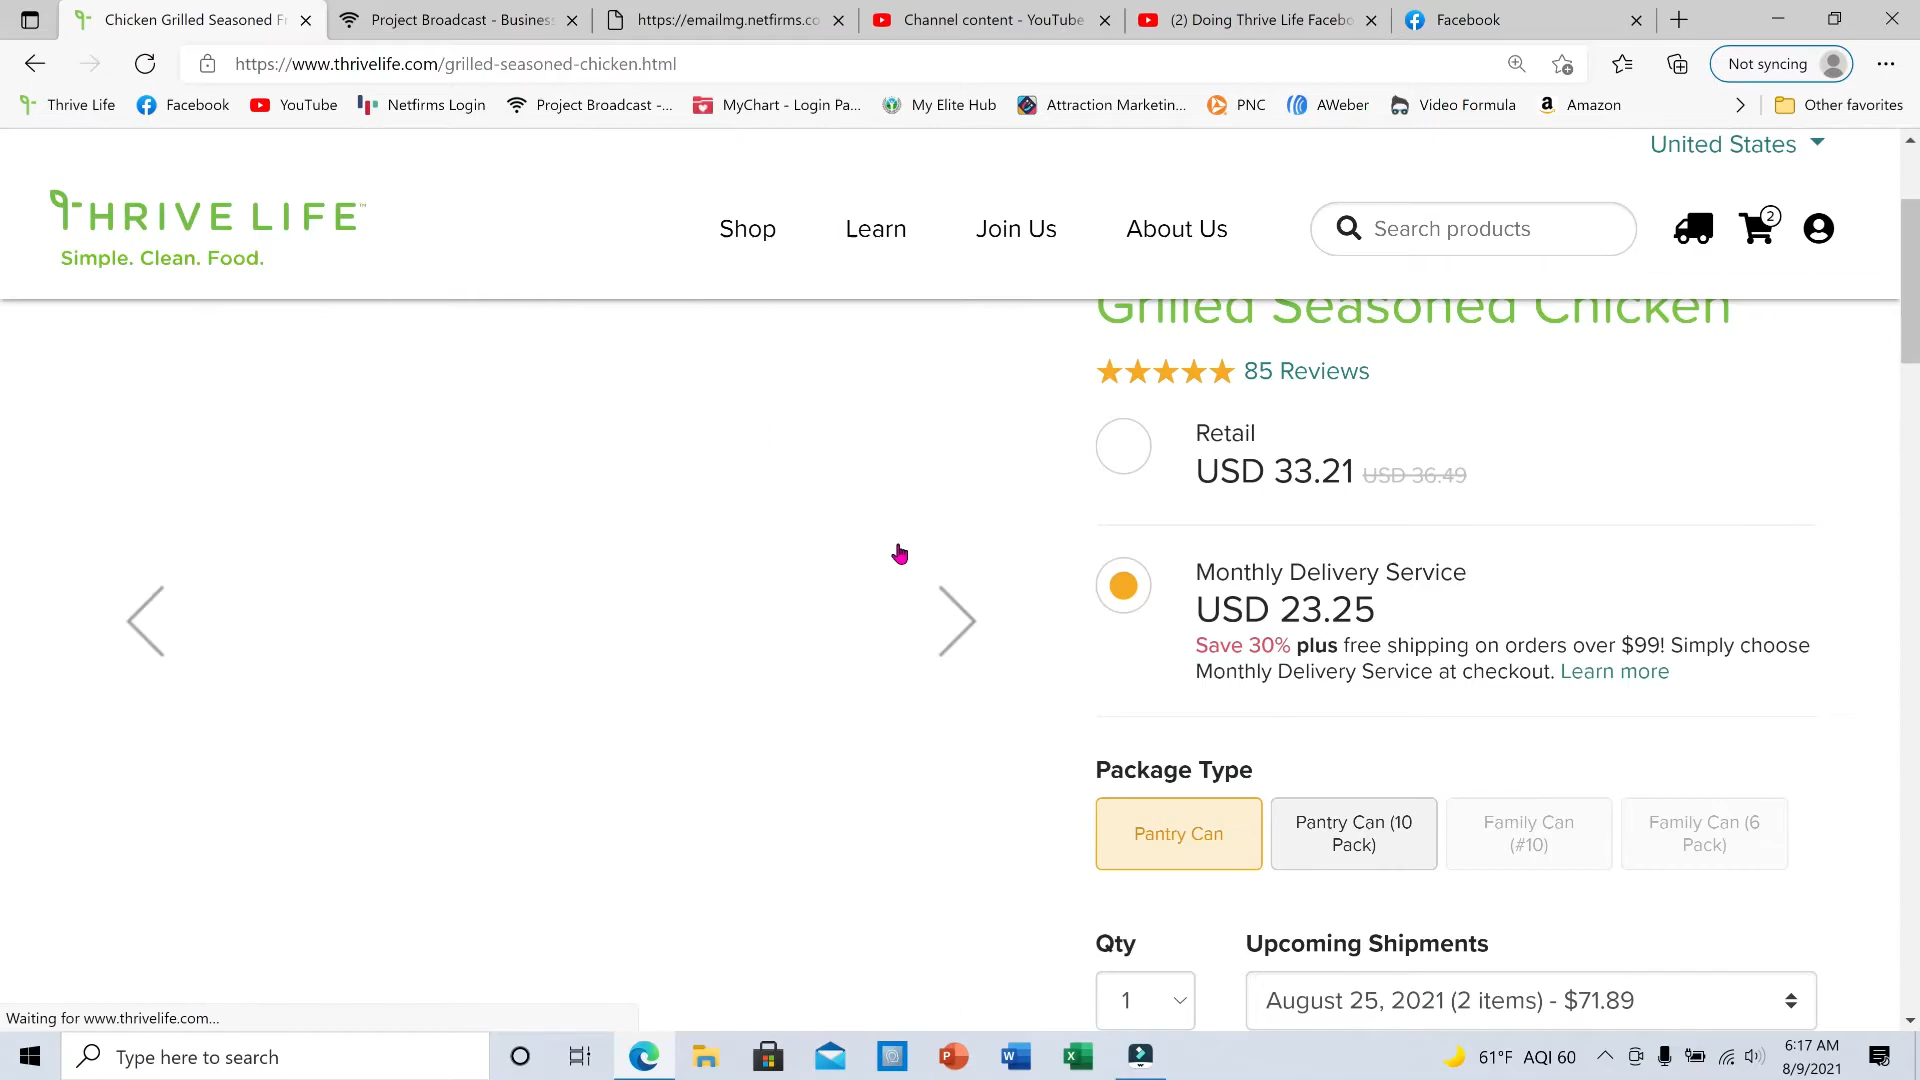 Chicken Grilled Seasoned Fr
Project Broadcast - Business
https://emailmg.netfirms.co
Channel content - YouTube
(2) Doing Thrive Life Facebo
Facebook
https://www.thrivelife.com/grilled-seasoned-chicken.html
Not syncing
Thrive Life
Facebook
YouTube
Netfirms Login
Project Broadcast -...
MyChart - Login Pa...
My Elite Hub
Attraction Marketin...
PNC
AWeber
Video Formula
Amazon
Other favorites
United States
THRIVE LIFE™
Simple. Clean. Food.
Shop
Learn
Join Us
About Us
Search products
2
Grilled Seasoned Chicken
85 Reviews
Retail
USD 33.21 USD 36.49
Monthly Delivery Service
USD 23.25
Save 30% plus free shipping on orders over $99! Simply choose
Monthly Delivery Service at checkout. Learn more
Package Type
Pantry Can
Pantry Can (10
Pack)
Family Can
(#10)
Family Can (6
Pack)
Qty
Upcoming Shipments
1
August 25, 2021 (2 items) - $71.89
Waiting for www.thrivelife.com...
Type here to search
61°F AQI 60
6:17 AM
8/9/2021